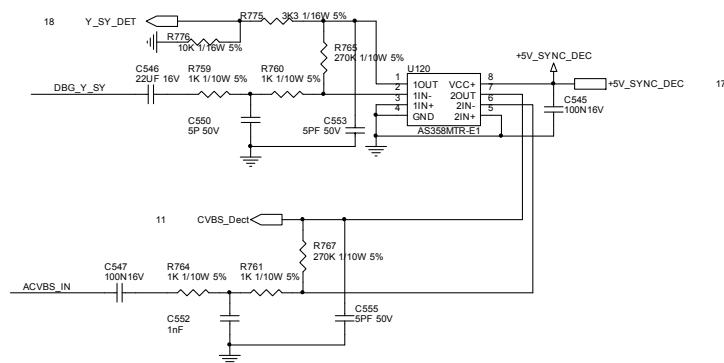 18 Y_SY_DET
R775 3K3 1/16W 5%
R776
10K 1/16W 5%
R765
270K 1/10W 5%
C546
22UF 16V
R759
1K 1/10W 5%
R760
1K 1/10W 5%
DBG_Y_SY
C550
5P 50V
C553
5PF 50V
U120
1 1OUT VCC+ 8
2 1IN- 2OUT 7
3 1IN+ 2IN- 6
4 GND 2IN+ 5
AS358MTR-E1
+5V_SYNC_DEC
+5V_SYNC_DEC 17
C545
100N16V
11 CVBS_Dect
R767
270K 1/10W 5%
C547
100N16V
R764
1K 1/10W 5%
R761
1K 1/10W 5%
ACVBS_IN
C552
1nF
C555
5PF 50V